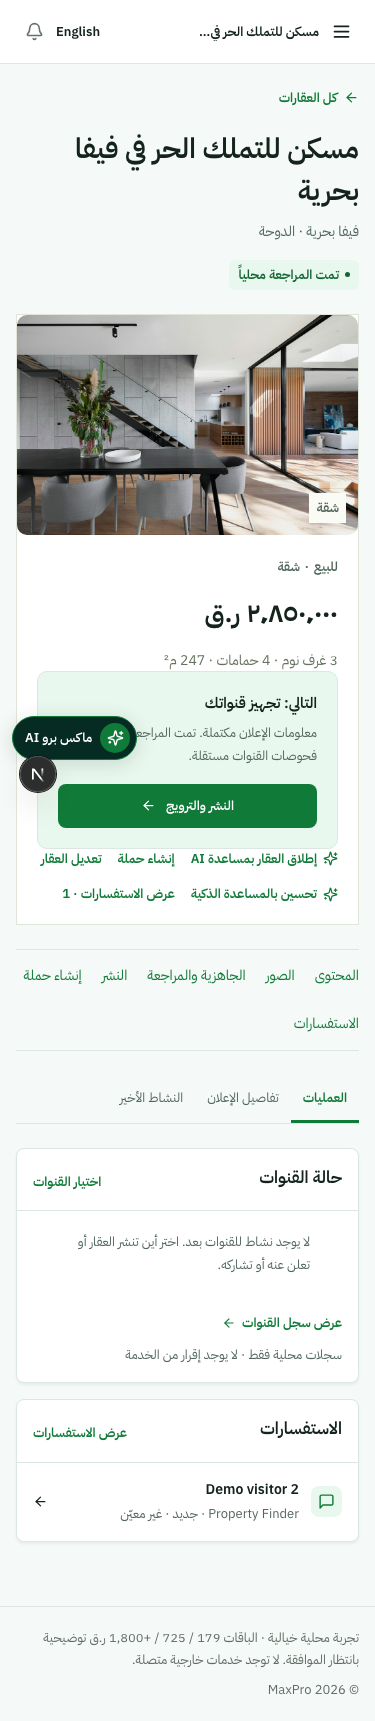 مسكن للتملك الحر في...
English
كل العقارات
مسكن للتملك الحر في فيفا
بحرية
فيفا بحرية · الدوحة
• تمت المراجعة محلياً
شقة
للبيع · شقة
٢٬٨٥٠٬٠٠٠ ر.ق
3 غرف نوم · 4 حمامات · 247 م²
التالي: تجهيز قنواتك
معلومات الإعلان مكتملة. تمت المراجعة
فحوصات القنوات مستقلة.
ماكس برو AI
N
النشر والترويج
إطلاق العقار بمساعدة AI
إنشاء حملة
تعديل العقار
تحسين بالمساعدة الذكية
عرض الاستفسارات · 1
المحتوى
الصور
الجاهزية والمراجعة
النشر
إنشاء حملة
الاستفسارات
العمليات
تفاصيل الإعلان
النشاط الأخير
حالة القنوات
اختيار القنوات
لا يوجد نشاط للقنوات بعد. اختر أين تنشر العقار أو
تعلن عنه أو تشاركه.
عرض سجل القنوات
سجلات محلية فقط · لا يوجد إقرار من الخدمة
الاستفسارات
عرض الاستفسارات
Demo visitor 2
Property Finder · جديد · غير معيّن
تجربة محلية خيالية · الباقات 179 / 725 / +1,800 ر.ق توضيحية
بانتظار الموافقة. لا توجد خدمات خارجية متصلة.
© 2026 MaxPro